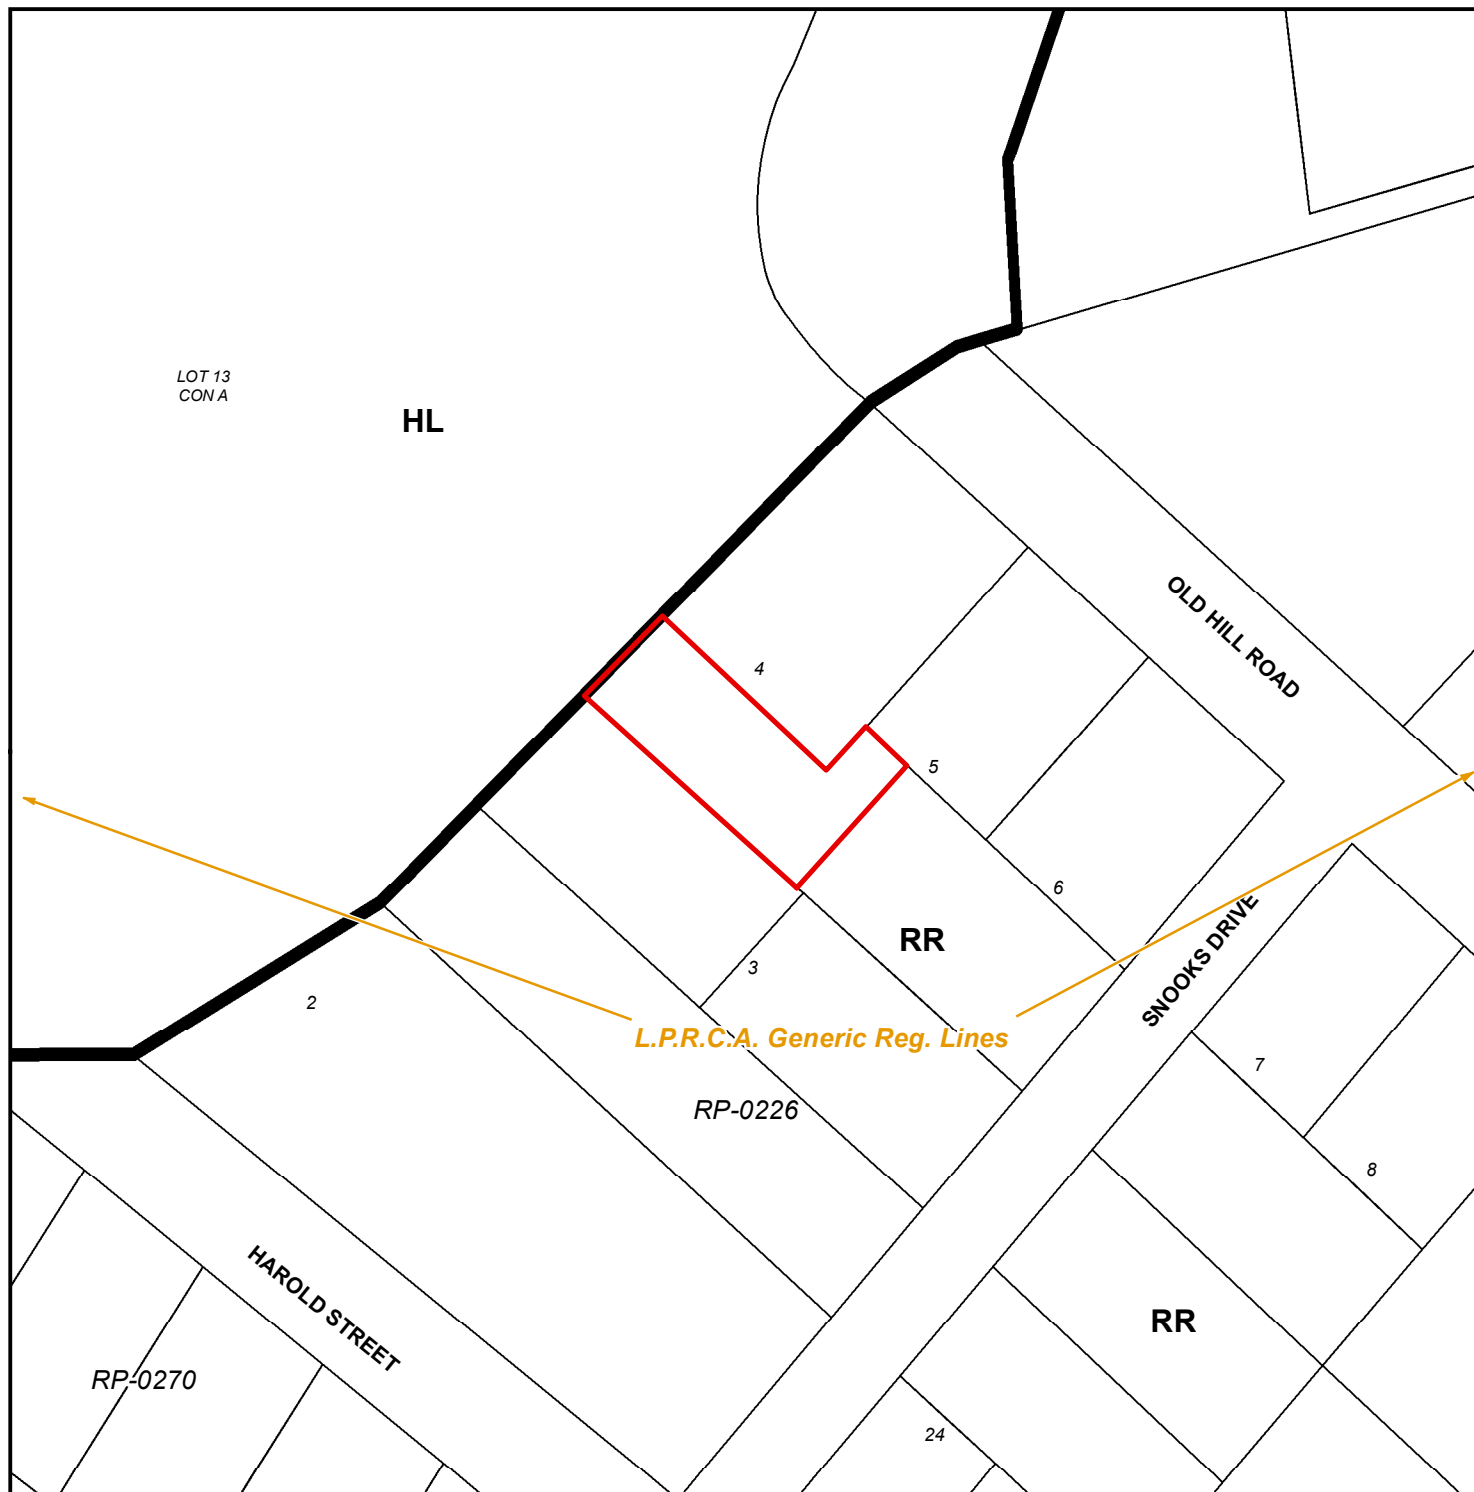 LOT 13
CON A
HL
OLD HILL ROAD
4
5
6
RR
SNOOKS DRIVE
3
2
L.P.R.C.A. Generic Reg. Lines
7
RP-0226
8
HAROLD STREET
RR
RP-0270
24